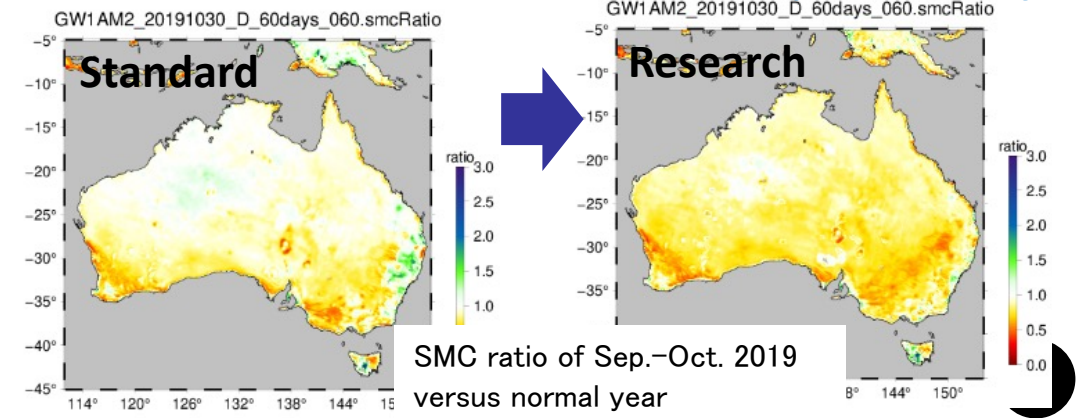 GW1AM2_20191030_D_60days_060.smcRatio
Standard
-5°
-10°
-15°
-20°
-25°
-30°
-35°
-40°
-45°
114° 120° 126° 132° 138° 144° 15
ratio
3.0
2.5
2.0
1.5
1.0
GW1AM2_20191030_D_60days_060.smcRatio
Research
-5°
-10°
-15°
-20°
-25°
-30°
-35°
8° 144° 150°
ratio
3.0
2.5
2.0
1.5
1.0
0.5
0.0
SMC ratio of Sep.-Oct. 2019
versus normal year